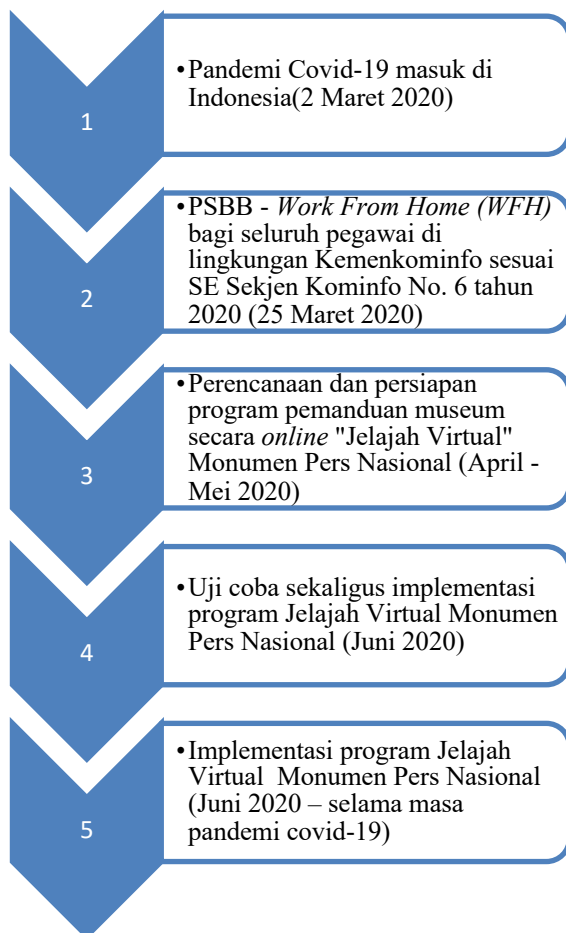 1
•Pandemi Covid-19 masuk di
Indonesia(2 Maret 2020)
2
•PSBB - Work From Home (WFH)
bagi seluruh pegawai di
lingkungan Kemenkominfo sesuai
SE Sekjen Kominfo No. 6 tahun
2020 (25 Maret 2020)
3
•Perencanaan dan persiapan
program pemanduan museum
secara online "Jelajah Virtual"
Monumen Pers Nasional (April -
Mei 2020)
4
•Uji coba sekaligus implementasi
program Jelajah Virtual Monumen
Pers Nasional (Juni 2020)
5
•Implementasi program Jelajah
Virtual  Monumen Pers Nasional
(Juni 2020 – selama masa
pandemi covid-19)